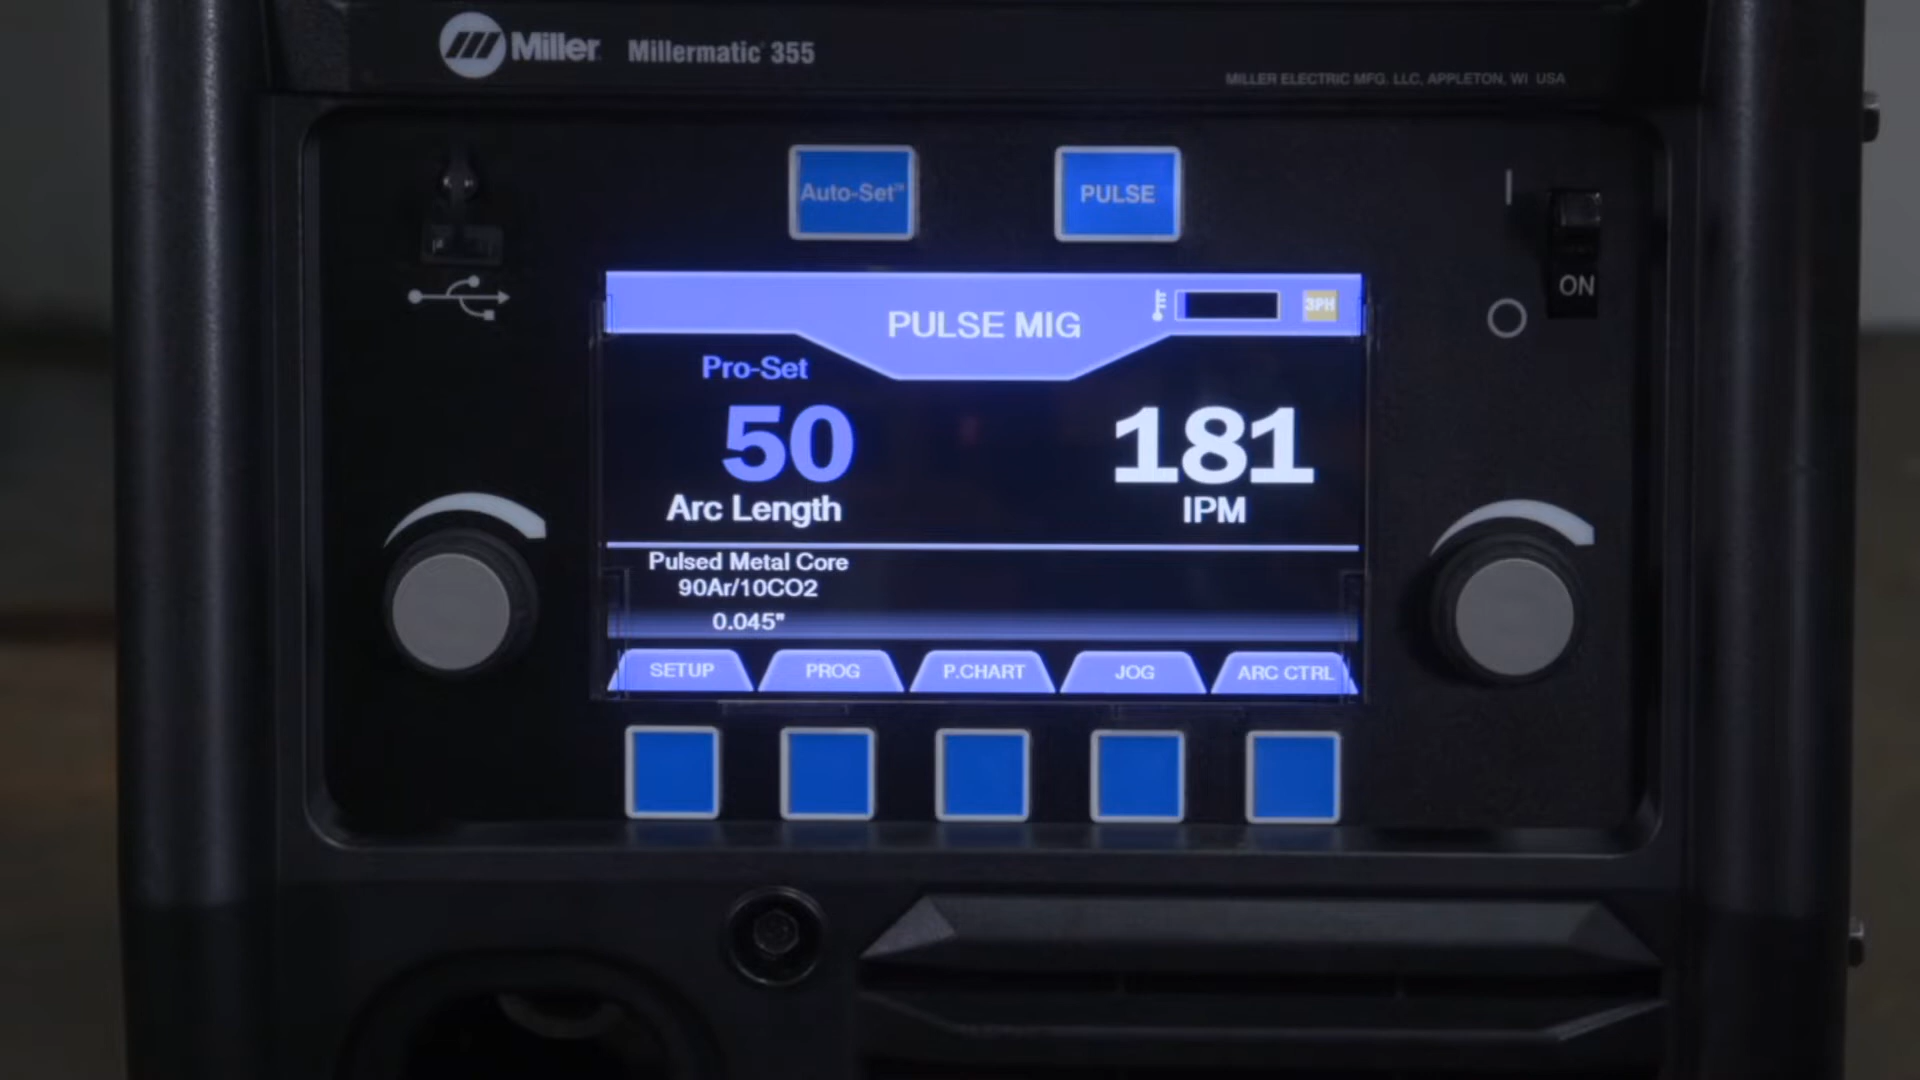 Miller Millermatic® 355
MILLER ELECTRIC MFG. LLC, APPLETON, WI USA
Auto-Set™
PULSE
ON
PULSE MIG
3PH
Pro-Set
50
181
Arc Length
IPM
Pulsed Metal Core
90Ar/10CO2
0.045"
SETUP PROG P.CHART JOG ARC CTRL